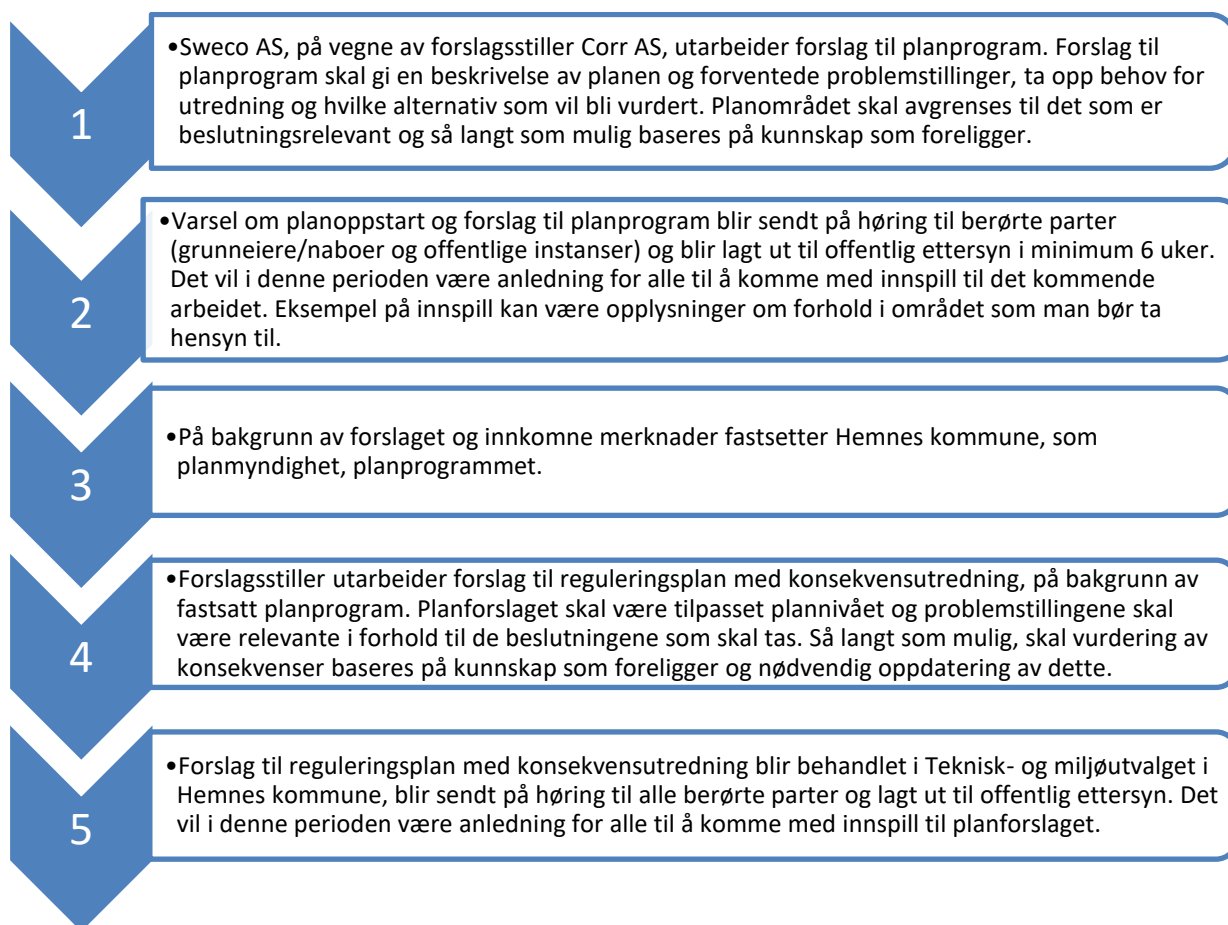 1
•Sweco AS, på vegne av forslagsstiller Corr AS, utarbeider forslag til planprogram. Forslag til
planprogram skal gi en beskrivelse av planen og forventede problemstillinger, ta opp behov for
utredning og hvilke alternativ som vil bli vurdert. Planområdet skal avgrenses til det som er
beslutningsrelevant og så langt som mulig baseres på kunnskap som foreligger.
2
•Varsel om planoppstart og forslag til planprogram blir sendt på høring til berørte parter
(grunneiere/naboer og offentlige instanser) og blir lagt ut til offentlig ettersyn i minimum 6 uker.
Det vil i denne perioden være anledning for alle til å komme med innspill til det kommende
arbeidet. Eksempel på innspill kan være opplysninger om forhold i området som man bør ta
hensyn til.
3
•På bakgrunn av forslaget og innkomne merknader fastsetter Hemnes kommune, som
planmyndighet, planprogrammet.
4
•Forslagsstiller utarbeider forslag til reguleringsplan med konsekvensutredning, på bakgrunn av
fastsatt planprogram. Planforslaget skal være tilpasset plannivået og problemstillingene skal
være relevante i forhold til de beslutningene som skal tas. Så langt som mulig, skal vurdering av
konsekvenser baseres på kunnskap som foreligger og nødvendig oppdatering av dette.
5
•Forslag til reguleringsplan med konsekvensutredning blir behandlet i Teknisk- og miljøutvalget i
Hemnes kommune, blir sendt på høring til alle berørte parter og lagt ut til offentlig ettersyn. Det
vil i denne perioden være anledning for alle til å komme med innspill til planforslaget.